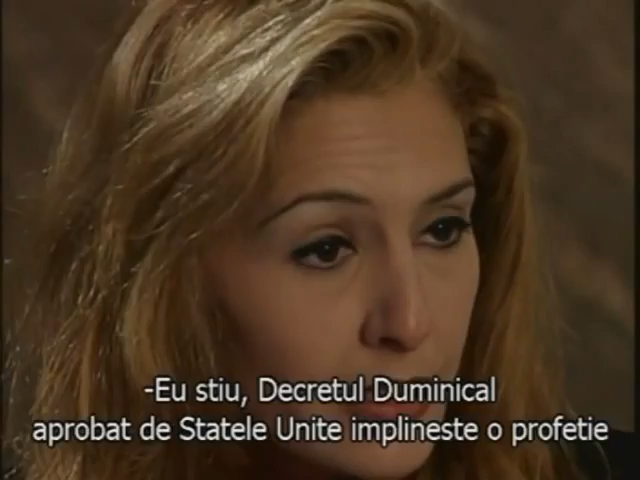 -Eu stiu, Decretul Duminical
aprobat de Statele Unite implineste o profetie